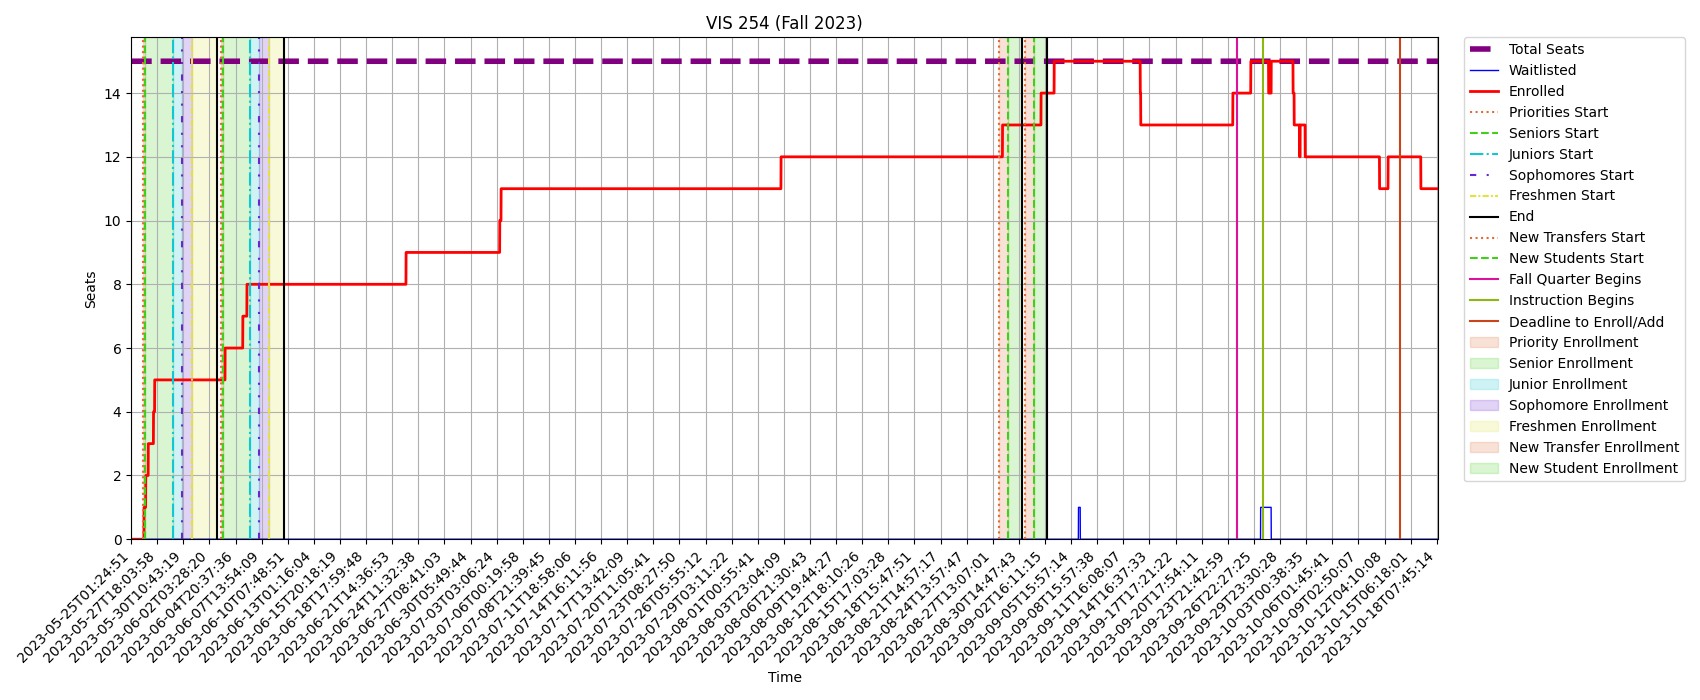 VIS 254 (Fall 2023)
Seats
14
12
10
8
6
4
2
0
2023-05-25T01:24:51
2023-05-27T18:03:58
2023-05-30T10:43:19
2023-06-02T03:28:20
2023-06-04T20:37:36
2023-06-07T13:54:09
2023-06-10T07:48:51
2023-06-13T01:16:04
2023-06-15T20:18:19
2023-06-18T17:59:48
2023-06-21T14:36:53
2023-06-24T11:32:38
2023-06-27T08:41:03
2023-06-30T05:49:44
2023-07-03T03:06:24
2023-07-06T00:19:58
2023-07-08T21:39:45
2023-07-11T18:58:06
2023-07-14T16:11:56
2023-07-17T13:42:09
2023-07-20T11:05:41
2023-07-23T08:27:50
2023-07-26T05:55:12
2023-07-29T03:11:22
2023-08-01T00:55:41
2023-08-03T23:04:09
2023-08-06T21:30:43
2023-08-09T19:44:27
2023-08-12T18:10:26
2023-08-15T17:03:28
2023-08-18T15:47:51
2023-08-21T14:57:17
2023-08-24T13:57:47
2023-08-27T13:07:01
2023-08-30T14:47:43
2023-09-02T16:11:15
2023-09-05T15:57:14
2023-09-08T15:57:38
2023-09-11T16:08:07
2023-09-14T16:37:33
2023-09-17T17:21:22
2023-09-20T17:54:11
2023-09-23T21:42:59
2023-09-26T22:27:25
2023-09-29T23:30:28
2023-10-03T00:38:35
2023-10-06T01:45:41
2023-10-09T02:50:07
2023-10-12T04:10:08
2023-10-15T06:18:01
2023-10-18T07:45:14
Time
Total Seats
Waitlisted
Enrolled
Priorities Start
Seniors Start
Juniors Start
Sophomores Start
Freshmen Start
End
New Transfers Start
New Students Start
Fall Quarter Begins
Instruction Begins
Deadline to Enroll/Add
Priority Enrollment
Senior Enrollment
Junior Enrollment
Sophomore Enrollment
Freshmen Enrollment
New Transfer Enrollment
New Student Enrollment